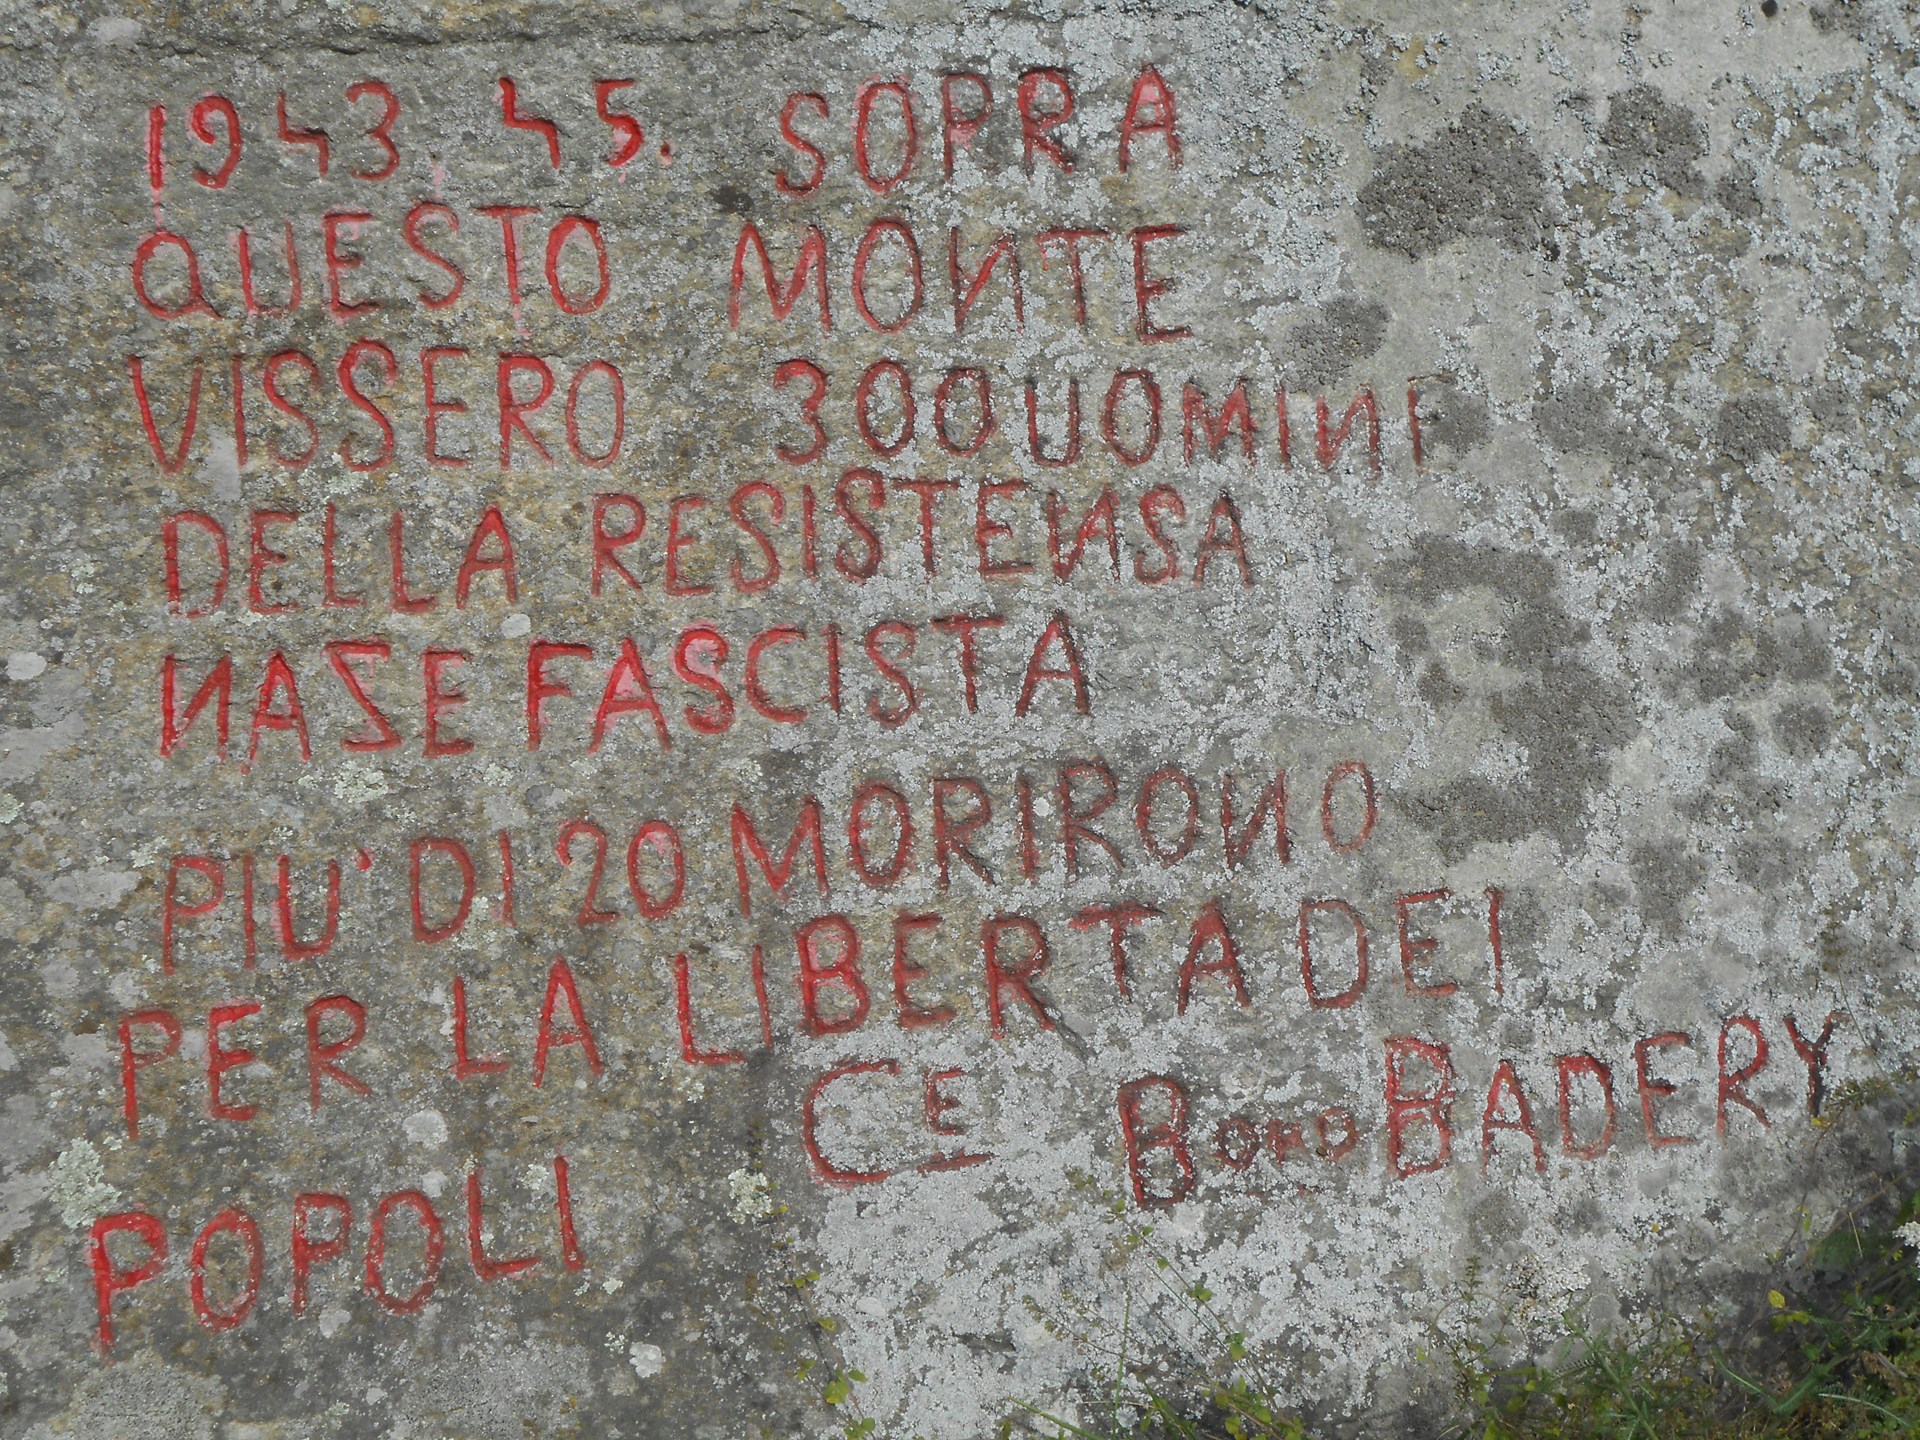 1943. 45. SOPRA
QUESTO MONTE
VISSERO 300 UOMINI
DELLA RESISTENSA
NAZE FASCISTA
PIU' DI 20 MORIRONO
PER LA LIBERTA DEI
POPOLI
CE BORO BADERY